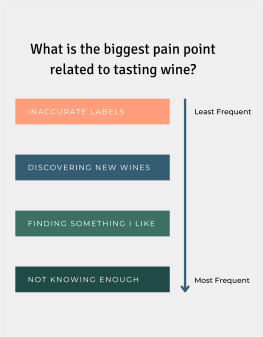 What is the biggest pain point
related to tasting wine?
INACCURATE LABELS
Least Frequent
DISCOVERING NEW WINES
FINDING SOMETHING I LIKE
NOT KNOWING ENOUGH
Most Frequent